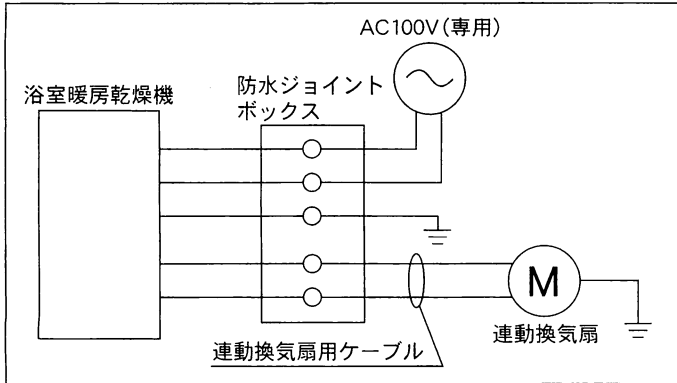 AC100V(専用)
防水ジョイント
ボックス
浴室暖房乾燥機
M
連動換気扇
連動換気扇用ケーブル